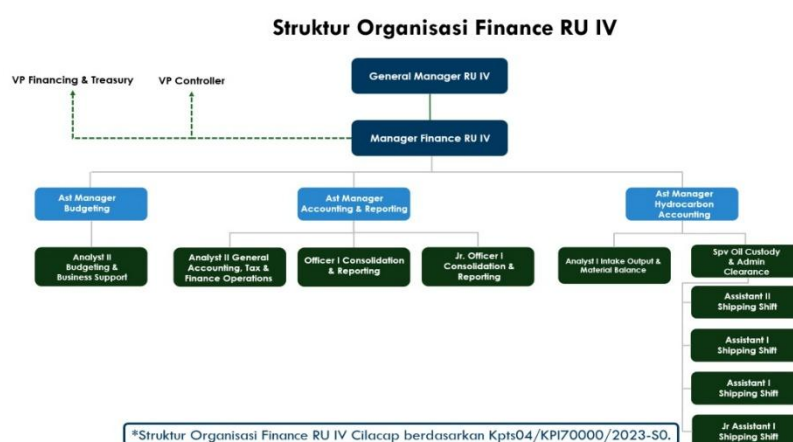 Struktur Organisasi Finance RU IV
VP Financing & Treasury
VP Controller
General Manager RU IV
Manager Finance RU IV
Ast Manager
Budgeting
Ast Manager
Accounting & Reporting
Ast Manager
Hydrocarbon
Accounting
Analyst II
Budgeting &
Business Support
Analyst II General
Accounting, Tax &
Finance Operations
Officer I Consolidation
& Reporting
Jr. Officer I
Consolidation &
Reporting
Analyst I Intake Output &
Material Balance
Spv Oil Custody
& Admin
Clearance
Assistant II
Shipping Shift
Assistant I
Shipping Shift
Assistant I
Shipping Shift
Jr Assistant I
Shipping Shift
*Struktur Organisasi Finance RU IV Cilacap berdasarkan Kpts04/KPI70000/2023-S0.